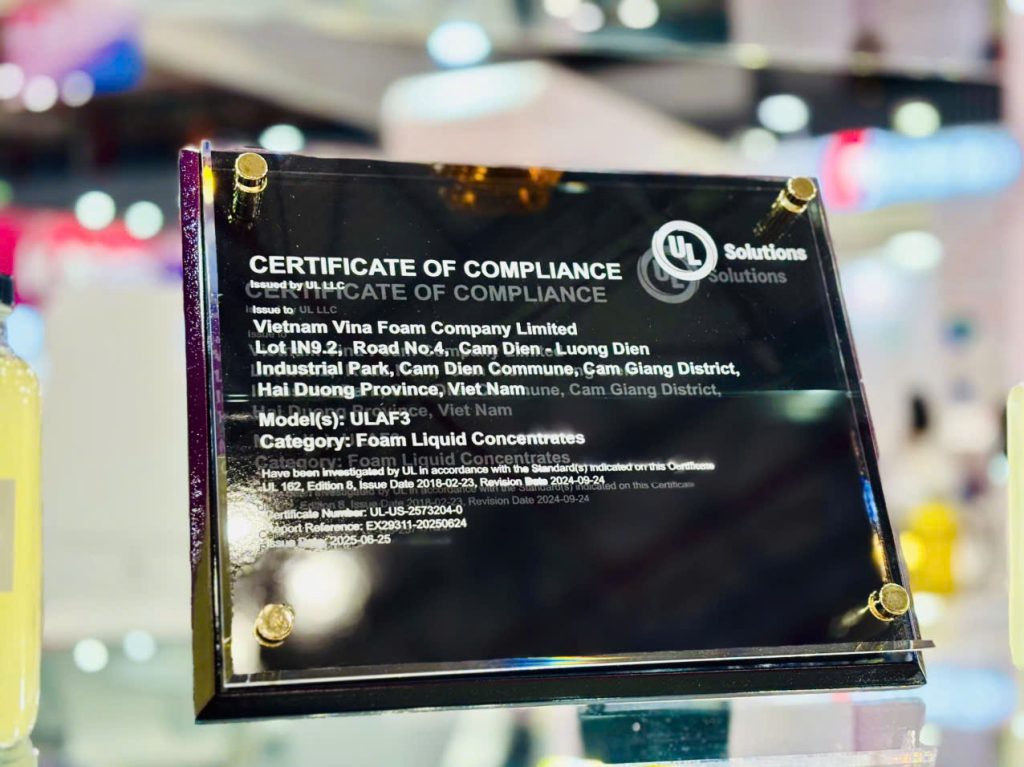 UL Solutions
CERTIFICATE OF COMPLIANCE
Issued by UL LLC
Issue to
Vietnam Vina Foam Company Limited
Lot IN9.2, Road No.4, Cam Dien - Luong Dien
Industrial Park, Cam Dien Commune, Cam Giang District,
Hai Duong Province, Viet Nam
Model(s): ULAF3
Category: Foam Liquid Concentrates
Have been investigated by UL in accordance with the Standard(s) indicated on this Certificate
UL 162, Edition 8, Issue Date 2018-02-23, Revision Date 2024-09-24
Certificate Number: UL-US-2573204-0
Report Reference: EX29311-20250624
Issue Date: 2025-06-25